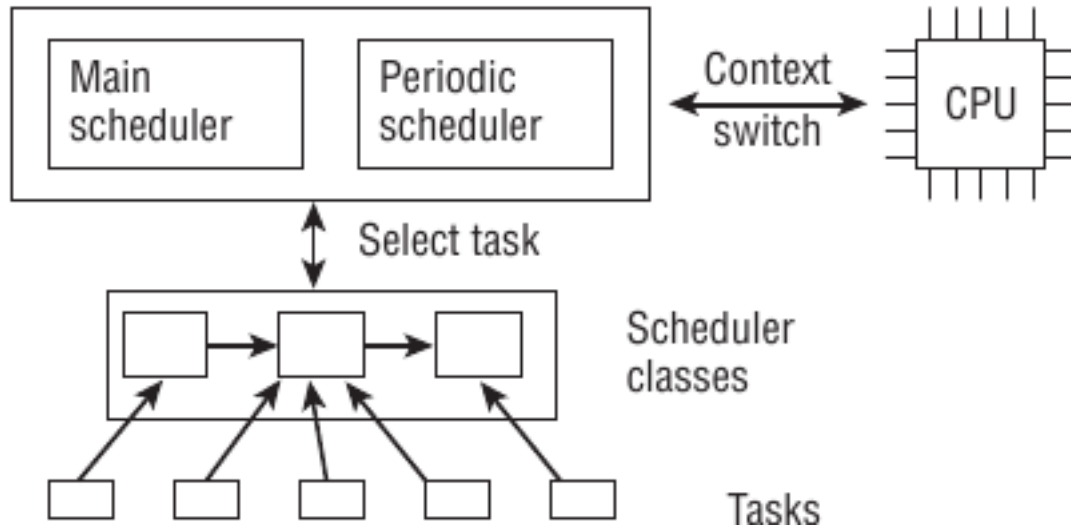 Main
scheduler
Periodic
scheduler
Context
switch
CPU
Select task
Scheduler
classes
Tasks